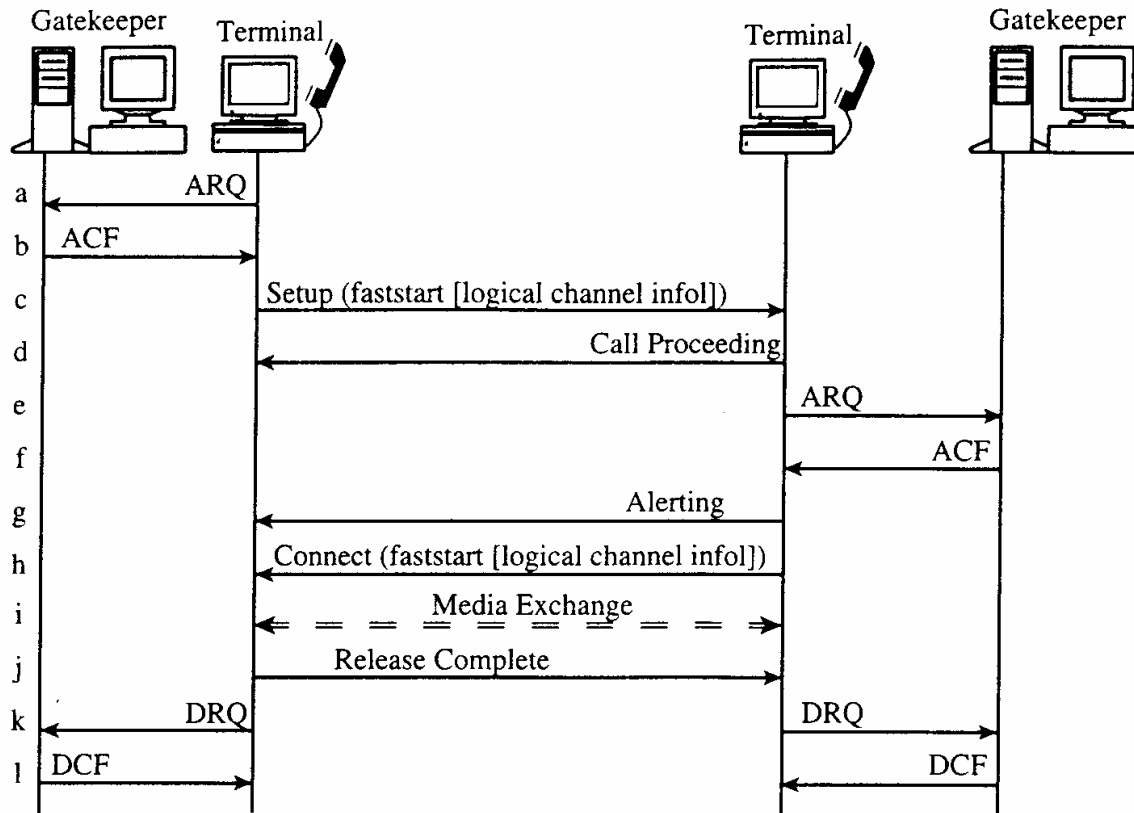 Gatekeeper
Terminal
Terminal
Gatekeeper
a ARQ
b ACF
c Setup (faststart [logical channel infol])
d Call Proceeding
e ARQ
f ACF
g Alerting
h Connect (faststart [logical channel infol])
i Media Exchange
j Release Complete
k DRQ DRQ
l DCF DCF